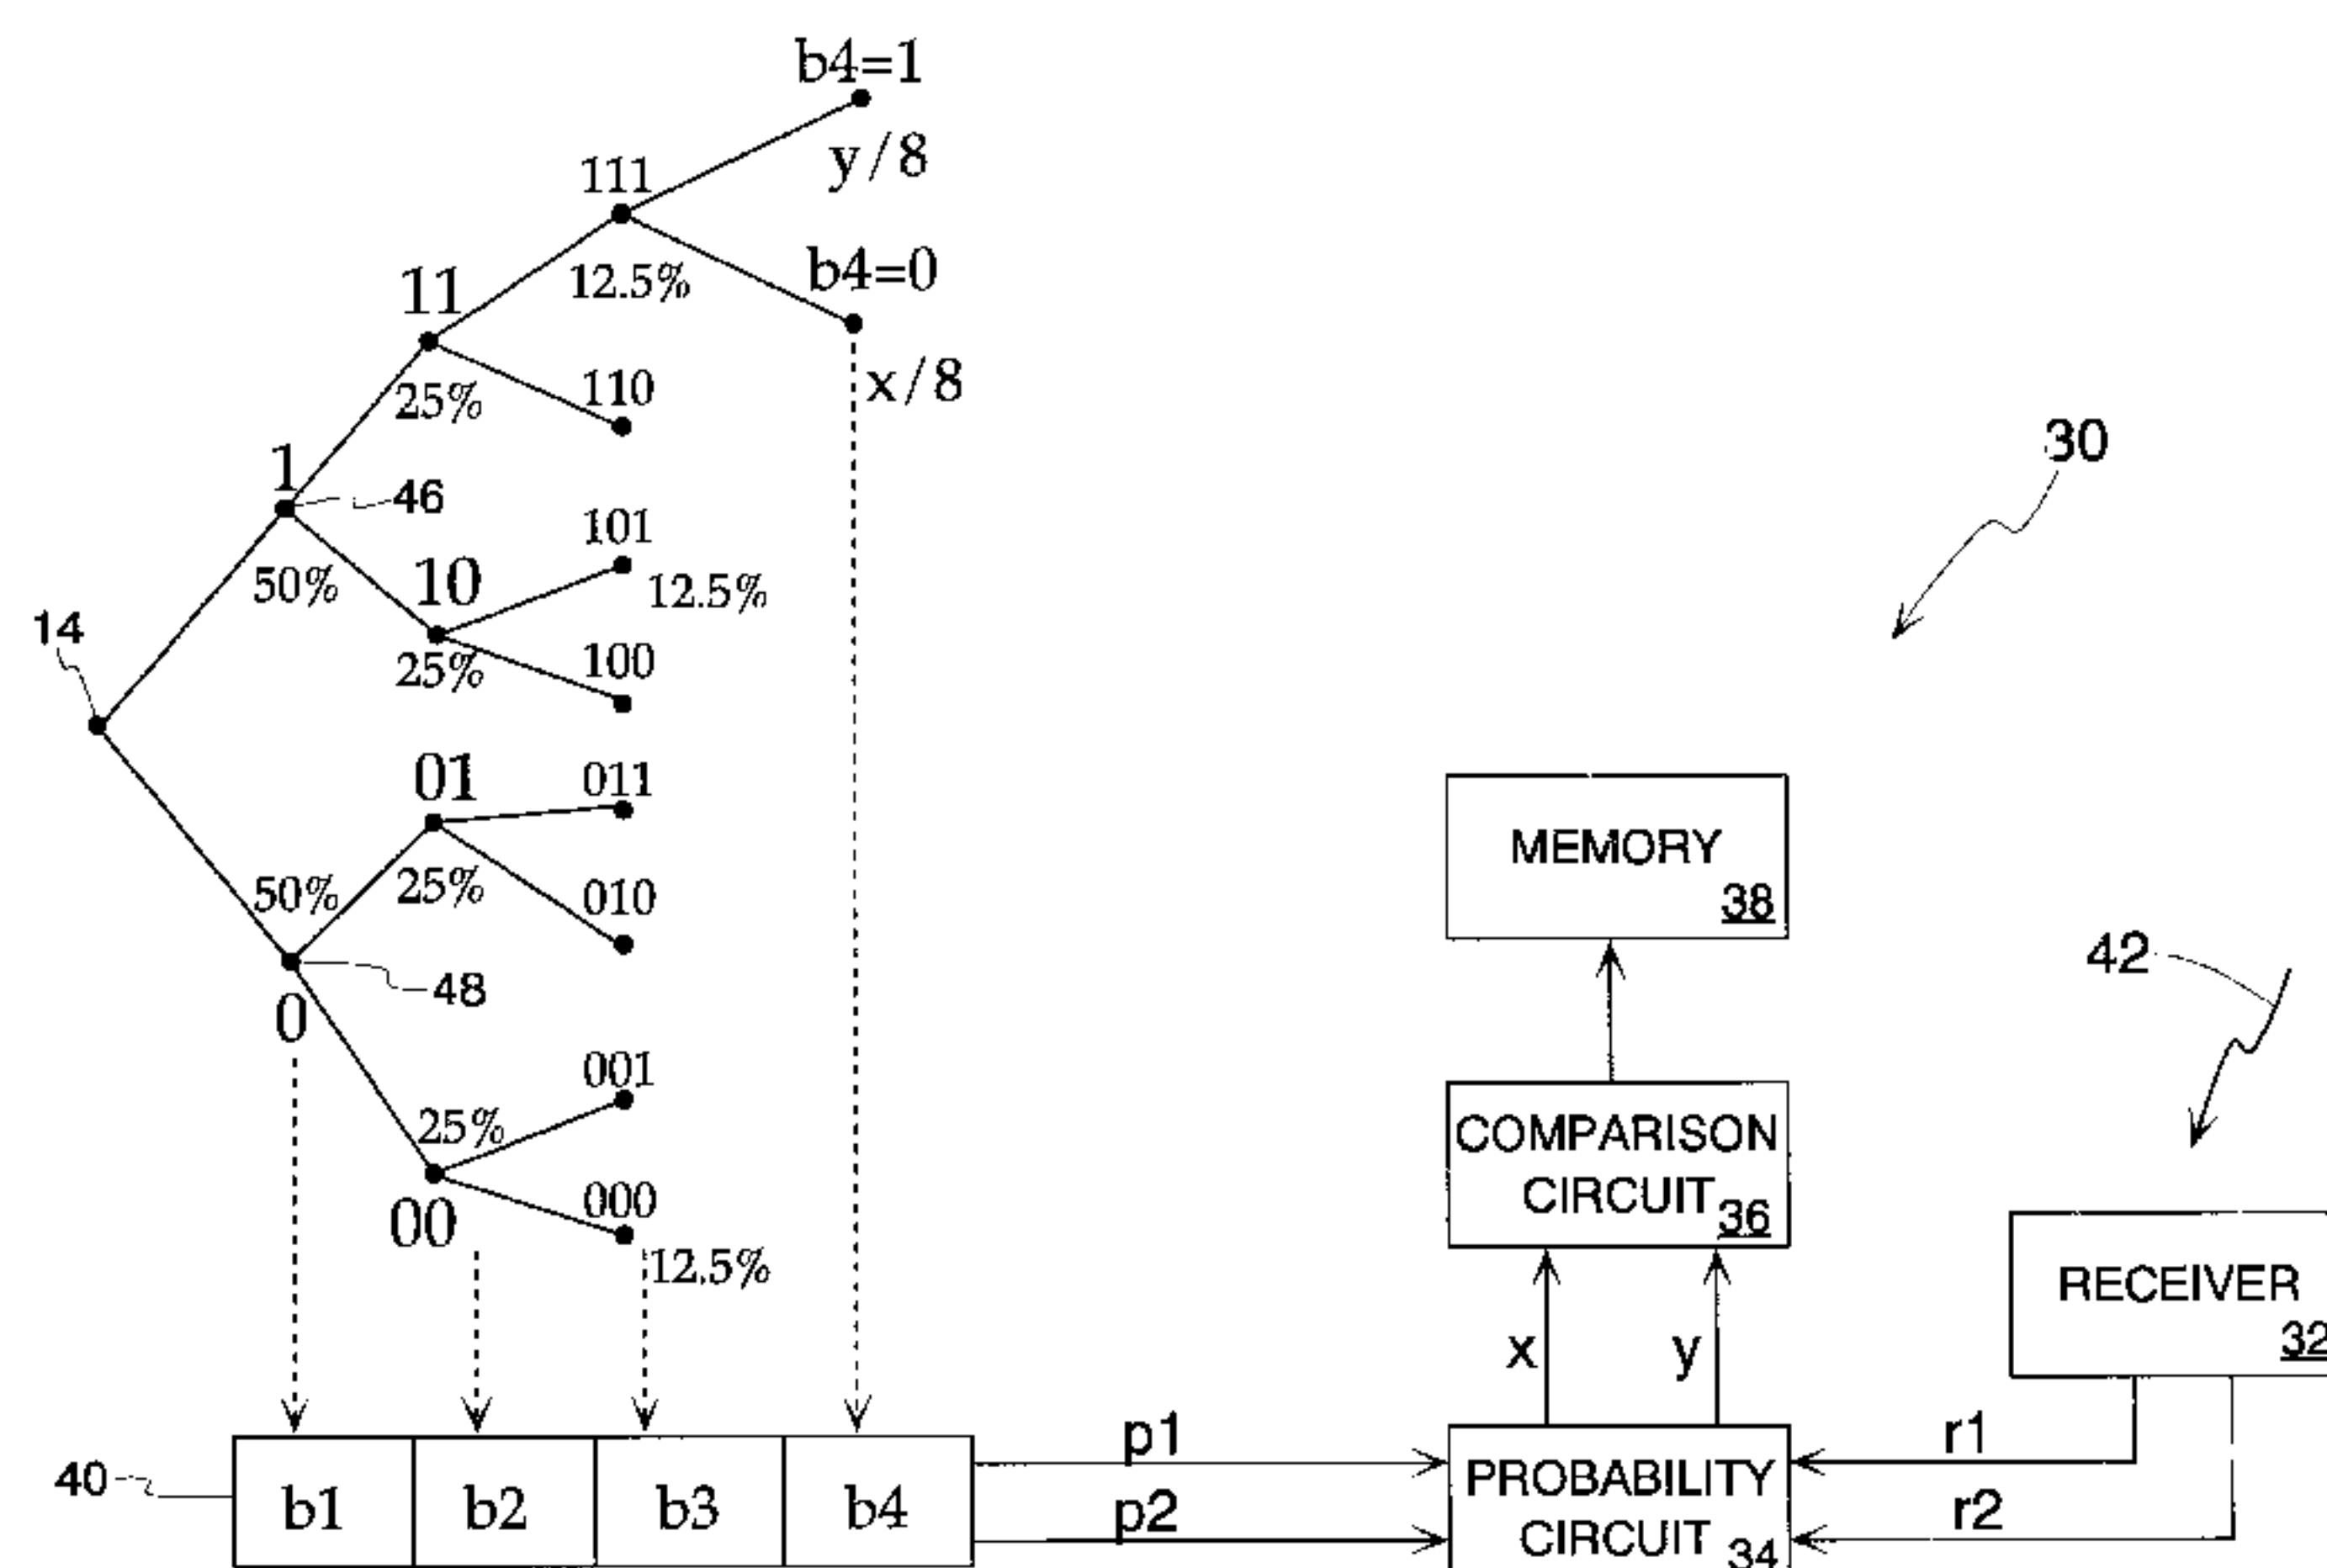 b4=1
y/8
111
b4=0
12.5%
11
x/8
110
25%
30
1
46
101
50%
10
12.5%
14
25%
100
01
011
MEMORY
38
50%
25%
010
42
48
0
001
COMPARISON
CIRCUIT 36
25%
000
00
12.5%
RECEIVER
32
x
y
p1
r1
40
b1
b2
b3
b4
PROBABILITY
CIRCUIT 34
p2
r2